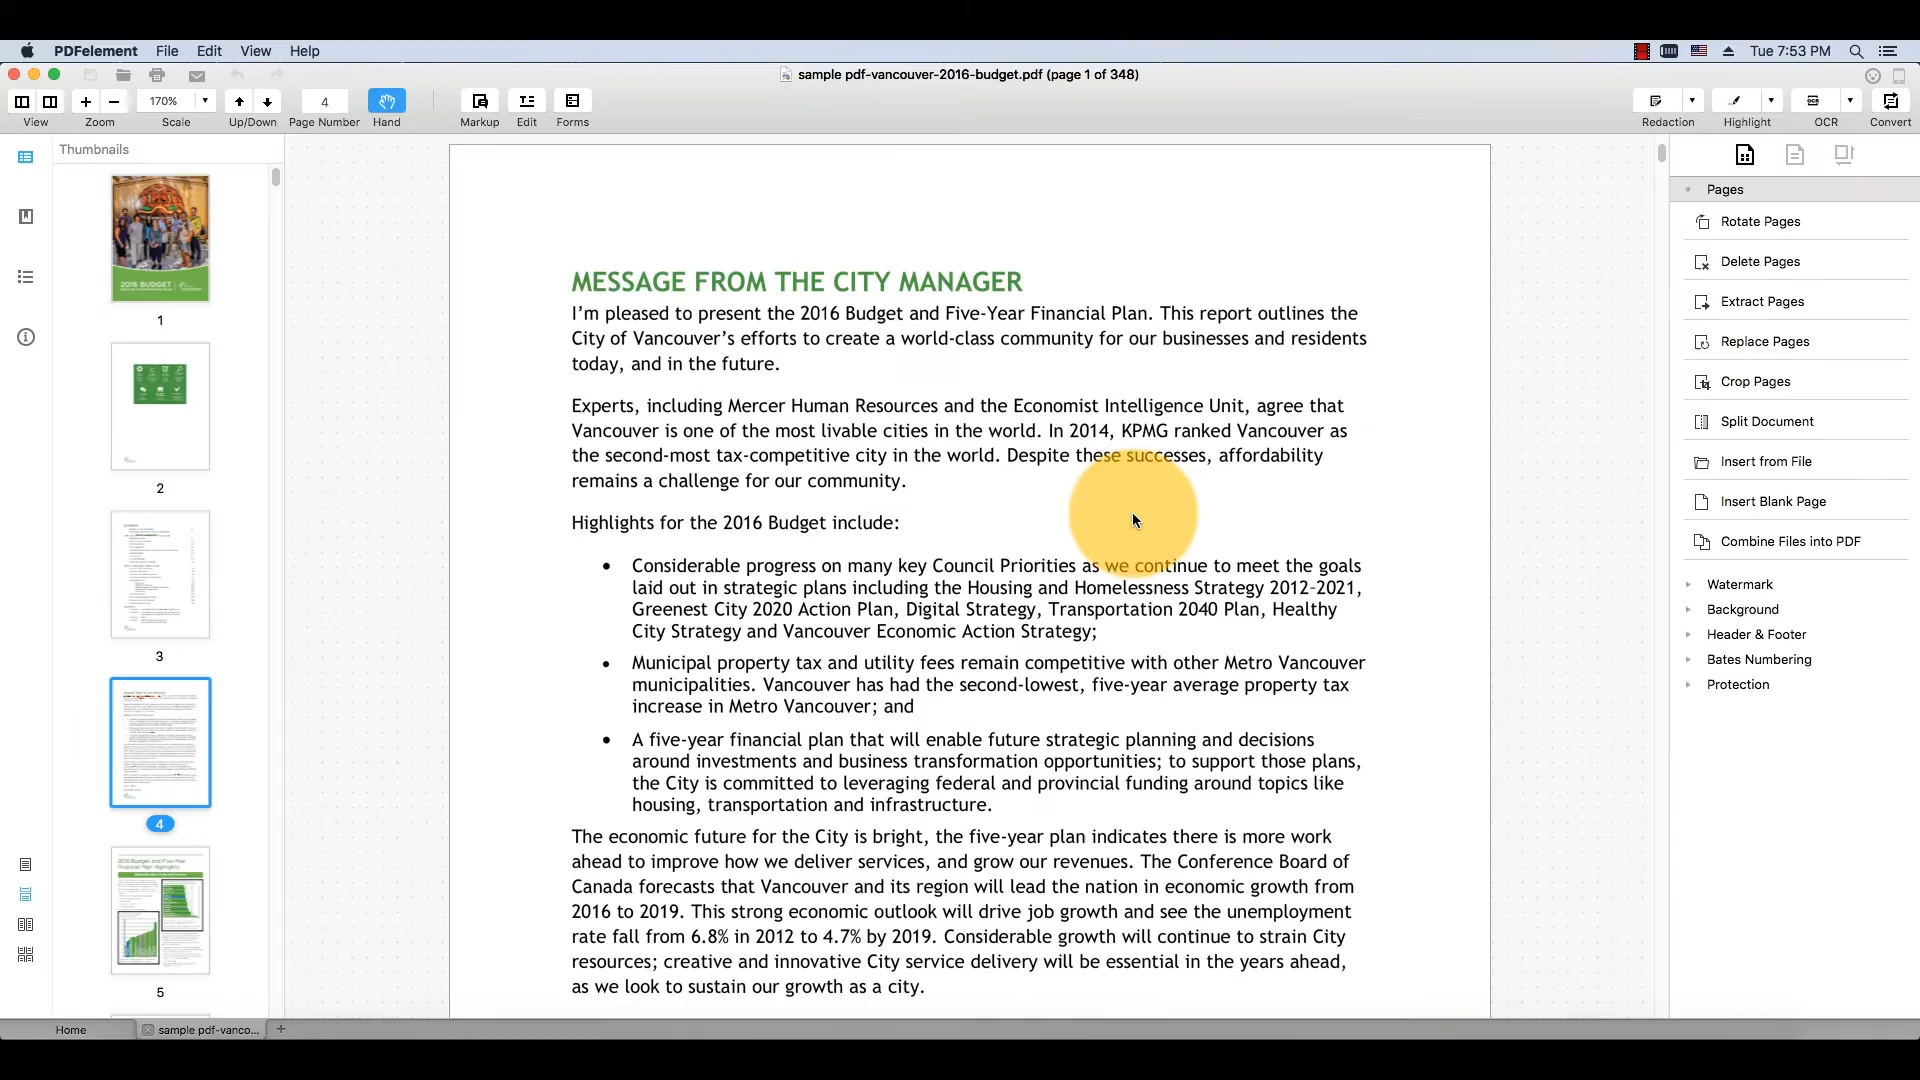 PDFelement File Edit View Help
Tue 7:53 PM
sample pdf-vancouver-2016-budget.pdf (page 1 of 348)
170%
4
View Zoom Scale Up/Down Page Number Hand Markup Edit Forms Redaction Highlight OCR Convert
Thumbnails
2016 BUDGET
1
2
3
4
2016 Budget and Five-Year
Financial Plan Highlights
5
MESSAGE FROM THE CITY MANAGER
I’m pleased to present the 2016 Budget and Five-Year Financial Plan. This report outlines the
City of Vancouver’s efforts to create a world-class community for our businesses and residents
today, and in the future.
Experts, including Mercer Human Resources and the Economist Intelligence Unit, agree that
Vancouver is one of the most livable cities in the world. In 2014, KPMG ranked Vancouver as
the second-most tax-competitive city in the world. Despite these successes, affordability
remains a challenge for our community.
Highlights for the 2016 Budget include:
• Considerable progress on many key Council Priorities as we continue to meet the goals
laid out in strategic plans including the Housing and Homelessness Strategy 2012-2021,
Greenest City 2020 Action Plan, Digital Strategy, Transportation 2040 Plan, Healthy
City Strategy and Vancouver Economic Action Strategy;
• Municipal property tax and utility fees remain competitive with other Metro Vancouver
municipalities. Vancouver has had the second-lowest, five-year average property tax
increase in Metro Vancouver; and
• A five-year financial plan that will enable future strategic planning and decisions
around investments and business transformation opportunities; to support those plans,
the City is committed to leveraging federal and provincial funding around topics like
housing, transportation and infrastructure.
The economic future for the City is bright, the five-year plan indicates there is more work
ahead to improve how we deliver services, and grow our revenues. The Conference Board of
Canada forecasts that Vancouver and its region will lead the nation in economic growth from
2016 to 2019. This strong economic outlook will drive job growth and see the unemployment
rate fall from 6.8% in 2012 to 4.7% by 2019. Considerable growth will continue to strain City
resources; creative and innovative City service delivery will be essential in the years ahead,
as we look to sustain our growth as a city.
Pages
Rotate Pages
Delete Pages
Extract Pages
Replace Pages
Crop Pages
Split Document
Insert from File
Insert Blank Page
Combine Files into PDF
Watermark
Background
Header & Footer
Bates Numbering
Protection
Home
sample pdf-vanco...